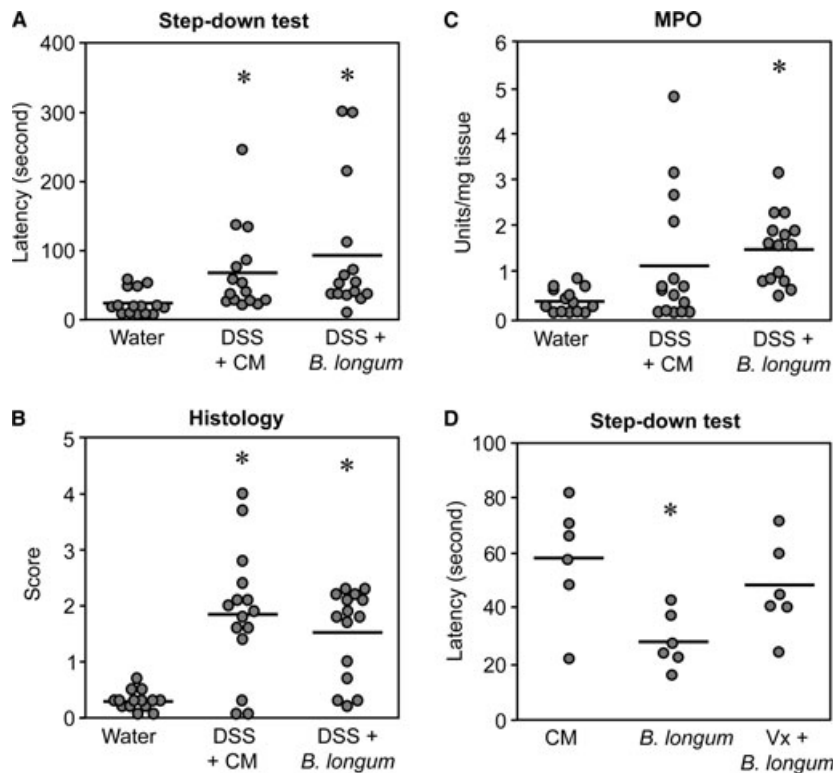 A
Step-down test
Latency (second)
400
300
200
100
0
*
*
Water
DSS
+ CM
DSS +
B. longum
B
Histology
Score
5
4
3
2
1
0
*
*
Water
DSS
+ CM
DSS +
B. longum
C
MPO
Units/mg tissue
6
5
4
3
2
1
0
*
Water
DSS
+ CM
DSS +
B. longum
D
Step-down test
Latency (second)
100
80
60
40
20
0
*
CM
B. longum
Vx +
B. longum